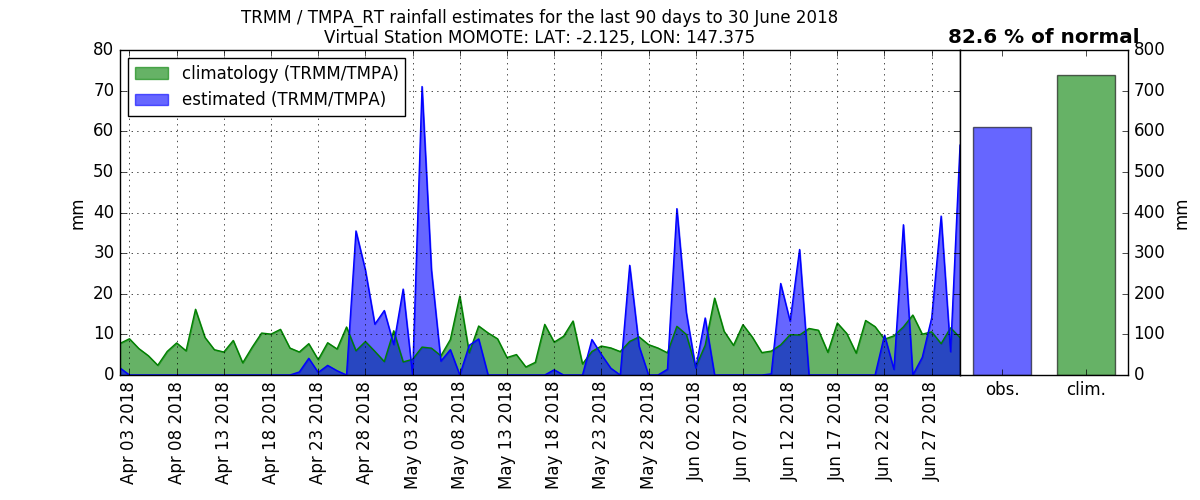 TRMM / TMPA_RT rainfall estimates for the last 90 days to 30 June 2018
Virtual Station MOMOTE: LAT: -2.125, LON: 147.375
82.6 % of normal
climatology (TRMM/TMPA)
estimated (TRMM/TMPA)
mm
80
70
60
50
40
30
20
10
0
Apr 03 2018
Apr 08 2018
Apr 13 2018
Apr 18 2018
Apr 23 2018
Apr 28 2018
May 03 2018
May 08 2018
May 13 2018
May 18 2018
May 23 2018
May 28 2018
Jun 02 2018
Jun 07 2018
Jun 12 2018
Jun 17 2018
Jun 22 2018
Jun 27 2018
obs.
clim.
800
700
600
500
400
300
200
100
0
mm